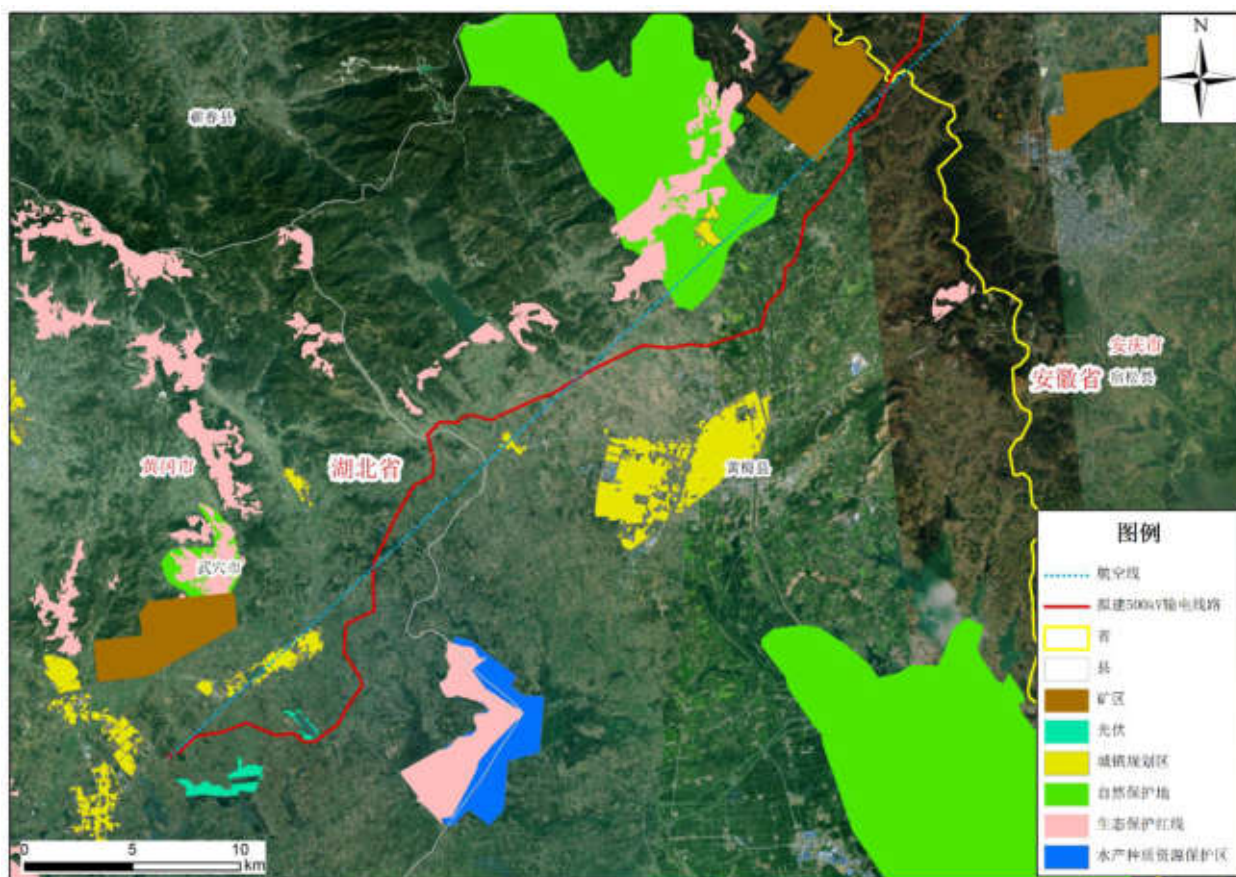 N
蕲春县
安庆市
安徽省 宿松县
黄冈市
湖北省
黄梅县
武穴市
图例
航空线
拟建500kV输电线路
省
县
矿区
光伏
城镇规划区
自然保护地
生态保护红线
水产种质资源保护区
0 5 10
km